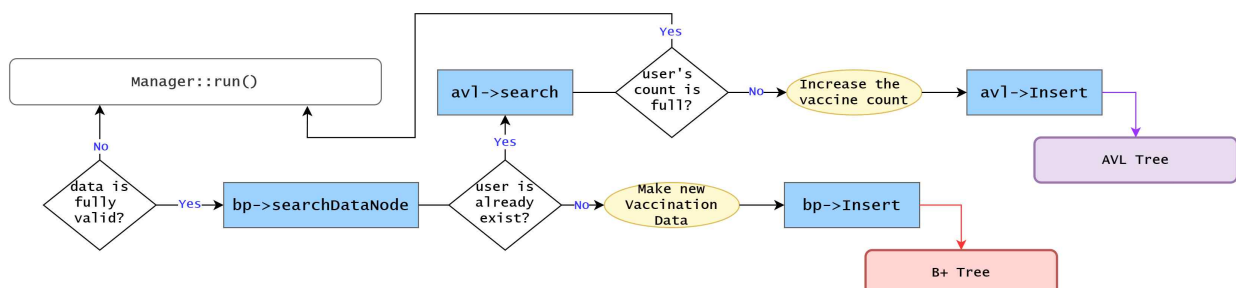 Yes
Manager::run()
avl->search
user's
count is
full?
No
Increase the
vaccine count
avl->Insert
No
Yes
AVL Tree
data is
fully
valid?
Yes
bp->searchDataNode
user is
already
exist?
No
Make new
Vaccination
Data
bp->Insert
B+ Tree